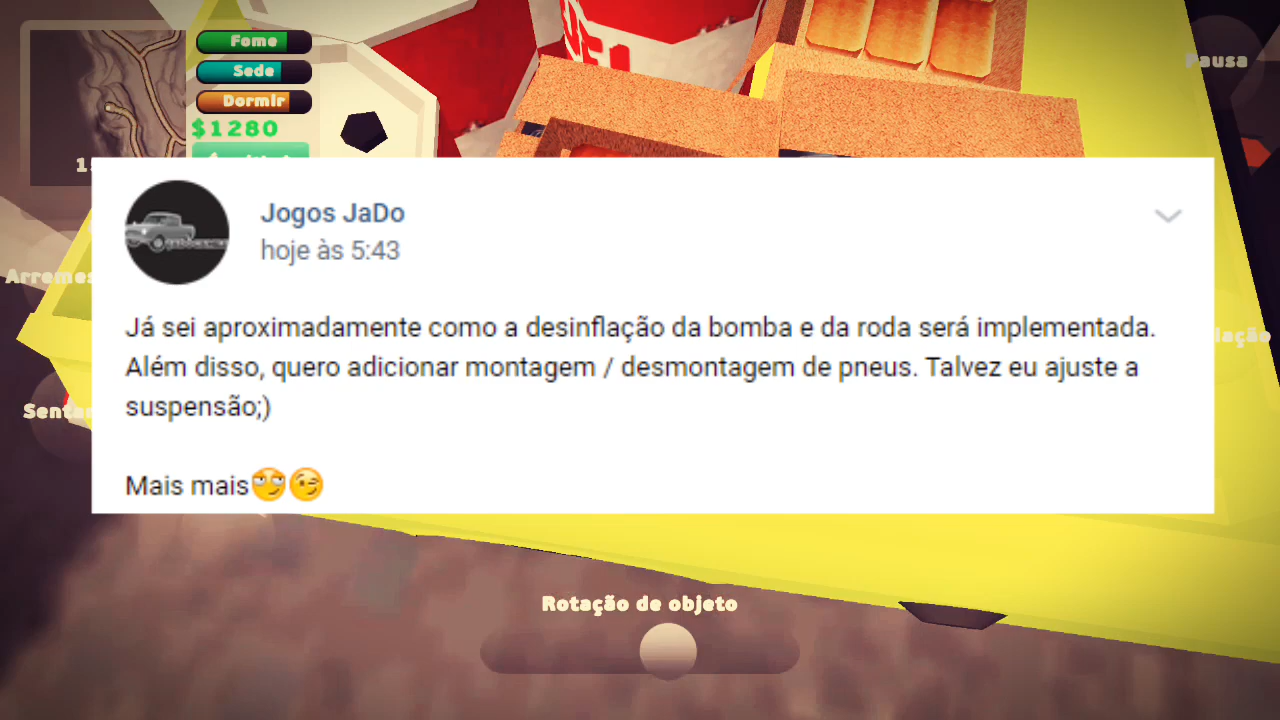 Fome
Sede
Dormir
$1280
Pausa
Jogos JaDo
hoje às 5:43
Já sei aproximadamente como a desinflação da bomba e da roda será implementada.
Além disso, quero adicionar montagem / desmontagem de pneus. Talvez eu ajuste a
suspensão;)
Mais mais🙄😉
Rotação de objeto